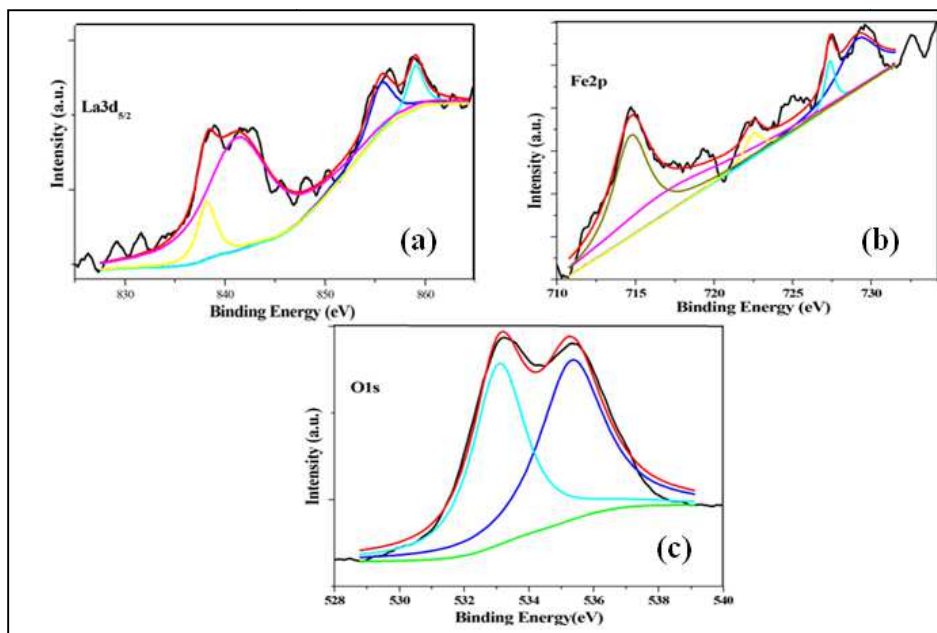 La3d5/2
Intensity (a.u.)
(a)
830 840 850 860
Binding Energy (eV)
Fe2p
Intensity (a.u.)
(b)
710 715 720 725 730
Binding Energy (eV)
O1s
Intensity (a.u.)
(c)
528 530 532 534 536 538 540
Binding Energy(eV)